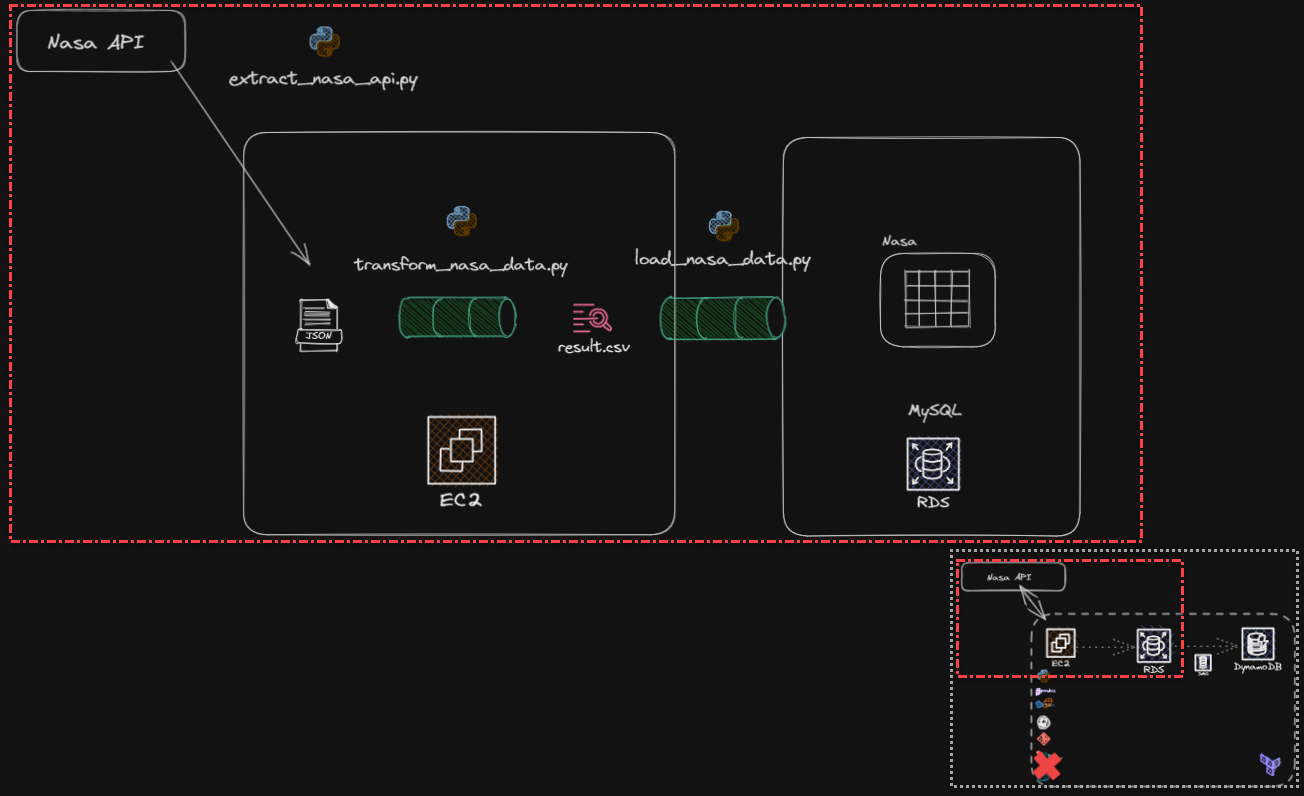 Nasa API
extract_nasa_api.py
transform_nasa_data.py
load_nasa_data.py
Nasa
JSON
result.csv
MySQL
EC2
RDS
Nasa API
EC2
RDS
DynamoDB